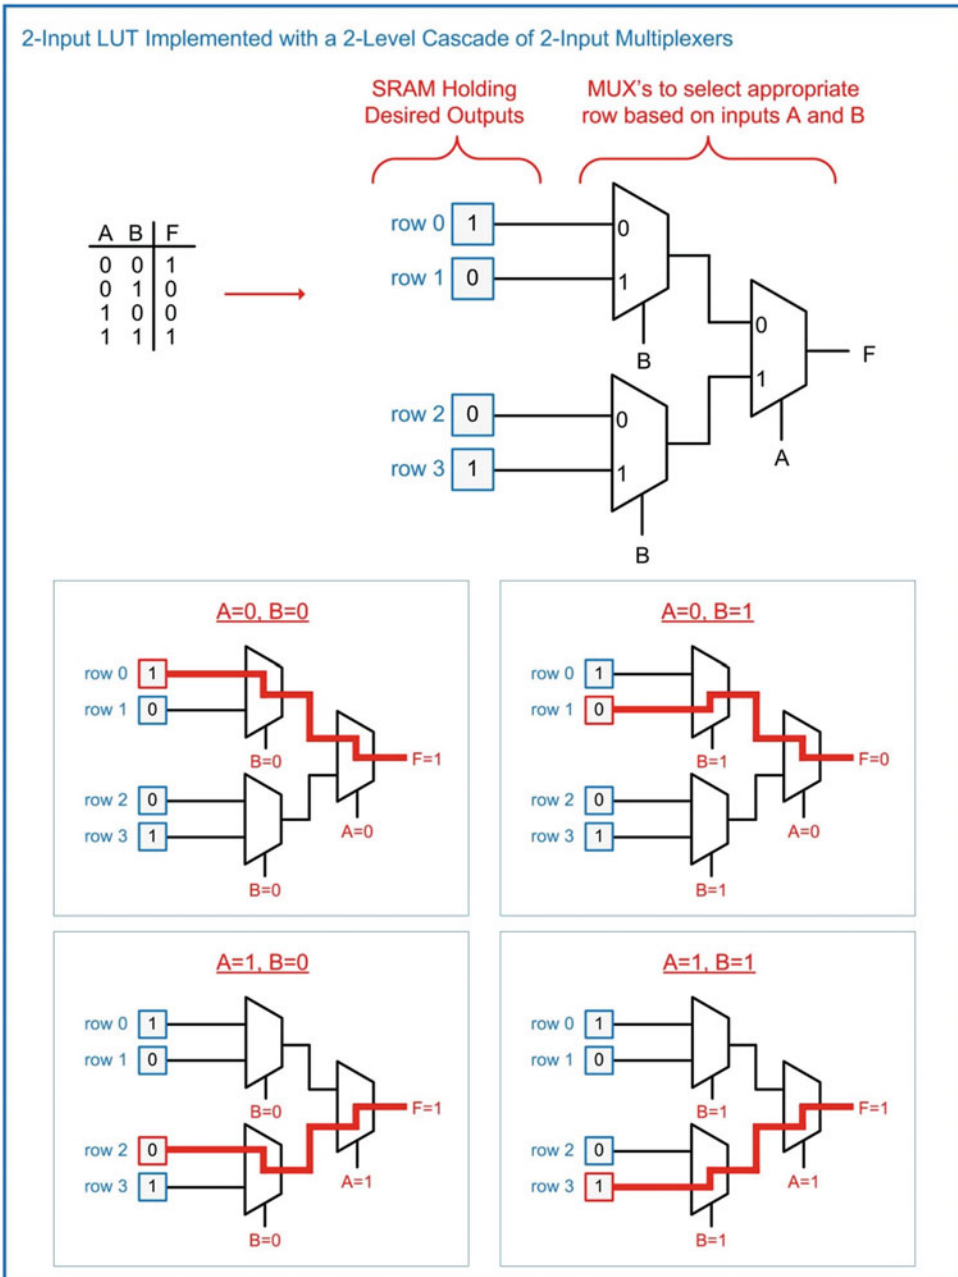 2-Input LUT Implemented with a 2-Level Cascade of 2-Input Multiplexers
SRAM Holding
Desired Outputs
MUX's to select appropriate
row based on inputs A and B
A B F
0 0 1
0 1 0
1 0 0
1 1 1
row 0 1 0
row 1 0 1
B
0
1
F
A
row 2 0 0
row 3 1 1
B
A=0, B=0
row 0 1
row 1 0
B=0
F=1
row 2 0
row 3 1
A=0
B=0
A=0, B=1
row 0 1
row 1 0
B=1
F=0
row 2 0
row 3 1
A=0
B=1
A=1, B=0
row 0 1
row 1 0
B=0
F=1
row 2 0
row 3 1
A=1
B=0
A=1, B=1
row 0 1
row 1 0
B=1
F=1
row 2 0
row 3 1
A=1
B=1